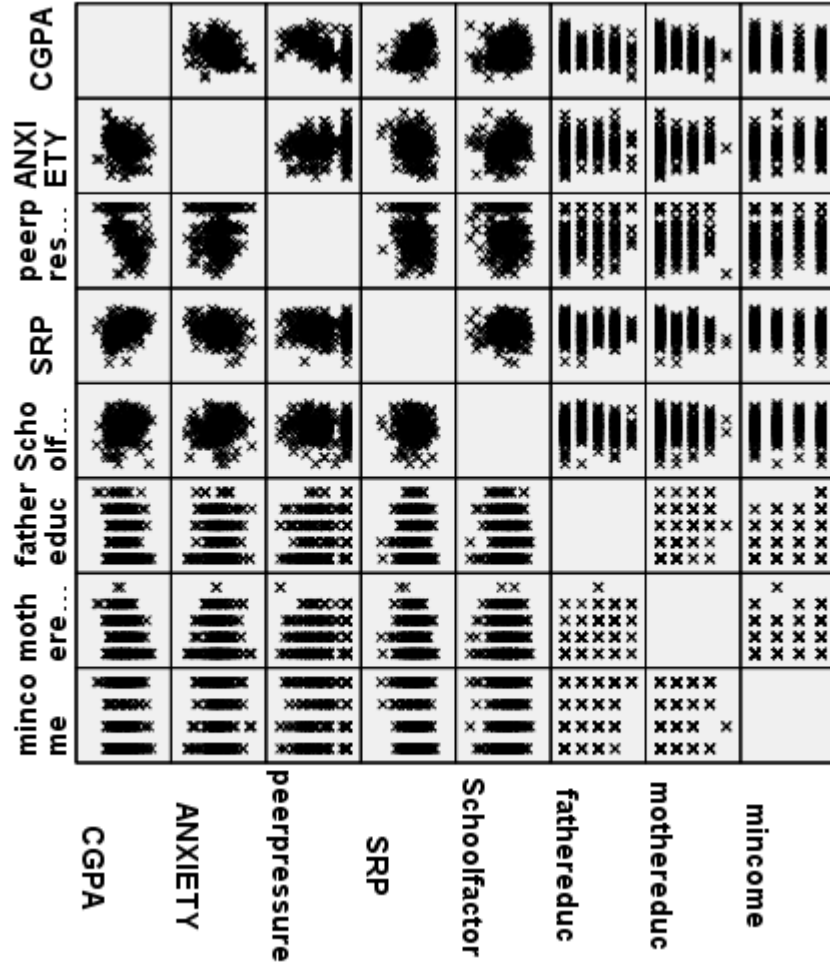 CGPA
ANXI
ETY
peerp
res...
SRP
Scho
olf...
father
educ
moth
ere...
minco
me
CGPA
ANXIETY
peerpressure
SRP
Schoolfactor
fathereduc
mothereduc
mincome